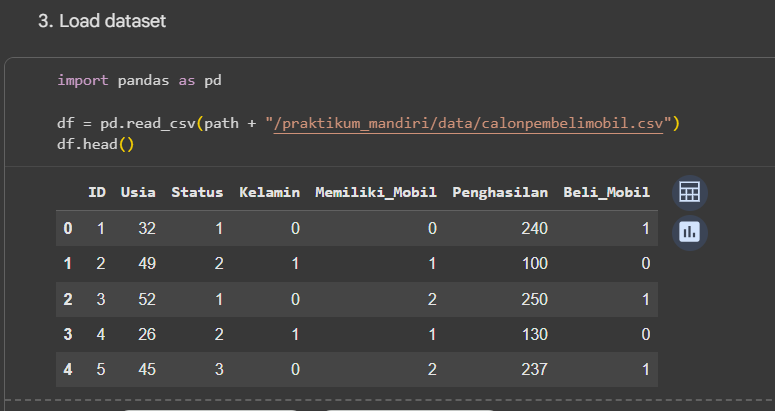 3. Load dataset
import pandas as pd
df = pd.read_csv(path + "/praktikum_mandiri/data/calonpembelimobil.csv")
df.head()
ID Usia Status Kelamin Memiliki_Mobil Penghasilan Beli_Mobil
0 1 32 1 0 0 240 1
1 2 49 2 1 1 100 0
2 3 52 1 0 2 250 1
3 4 26 2 1 1 130 0
4 5 45 3 0 2 237 1